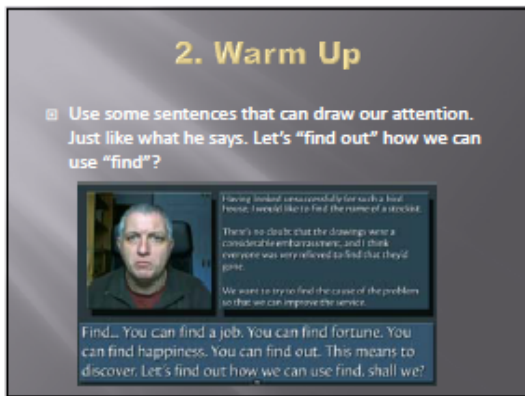 2. Warm Up
Use some sentences that can draw our attention.
Just like what he says. Let's “find out” how we can
use “find”?
Having looked unsuccessfully for such a bird
house, I would like to find the name of a stockist.
There's no doubt that the drawings were a
considerable embarrassment, and I think
everyone was very relieved to find that they'd
gone.
We want to try to find the cause of the problem
so that we can improve the service.
Find... You can find a job. You can find fortune. You
can find happiness. You can find out. This means to
discover. Let's find out how we can use find, shall we?